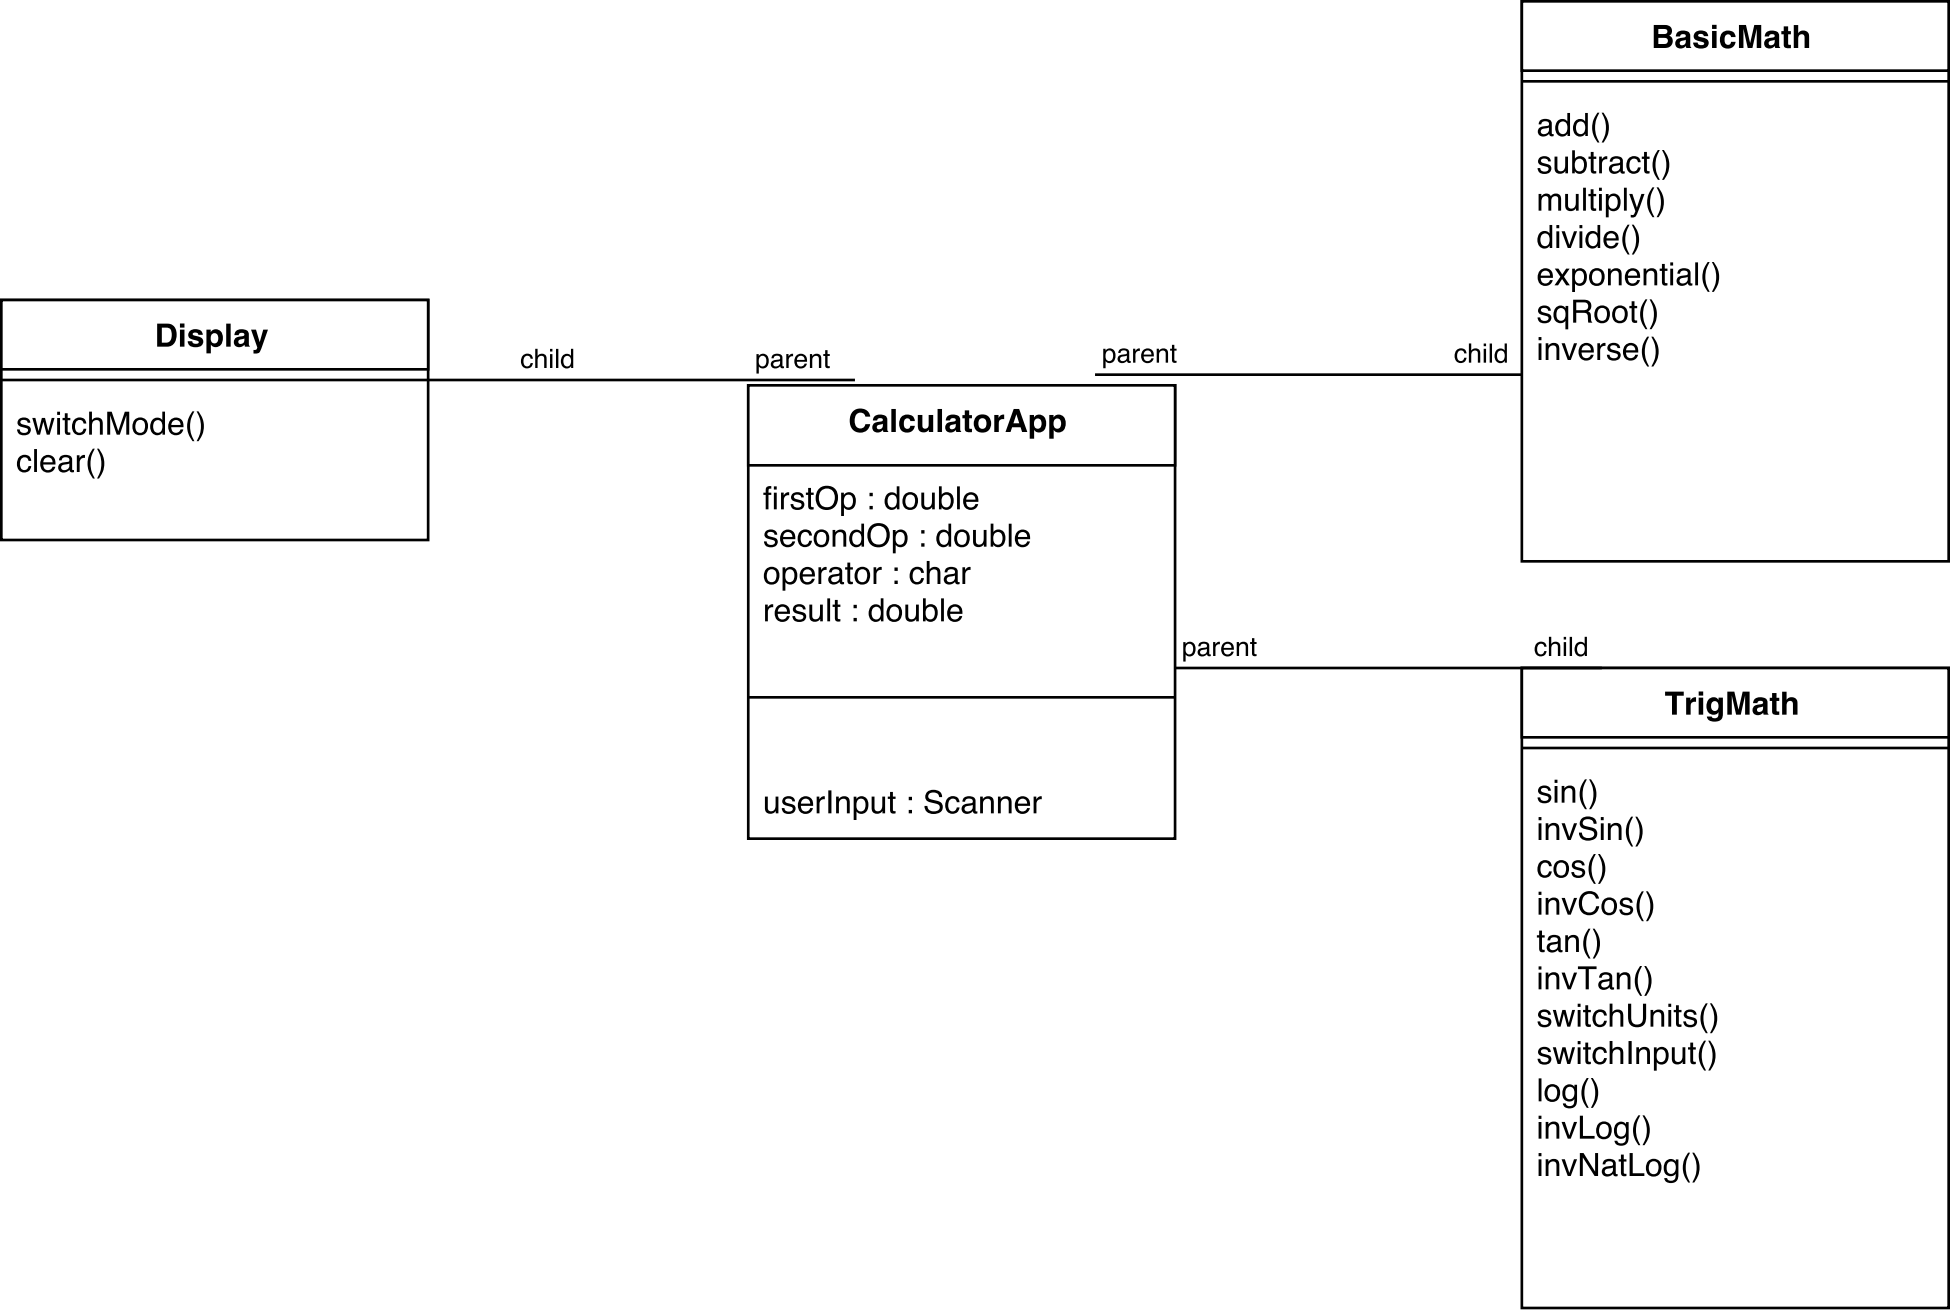 BasicMath
add()
subtract()
multiply()
divide()
exponential()
sqRoot()
inverse()
Display
switchMode()
clear()
child
parent
parent
child
CalculatorApp
firstOp : double
secondOp : double
operator : char
result : double
userInput : Scanner
parent
child
TrigMath
sin()
invSin()
cos()
invCos()
tan()
invTan()
switchUnits()
switchInput()
log()
invLog()
invNatLog()